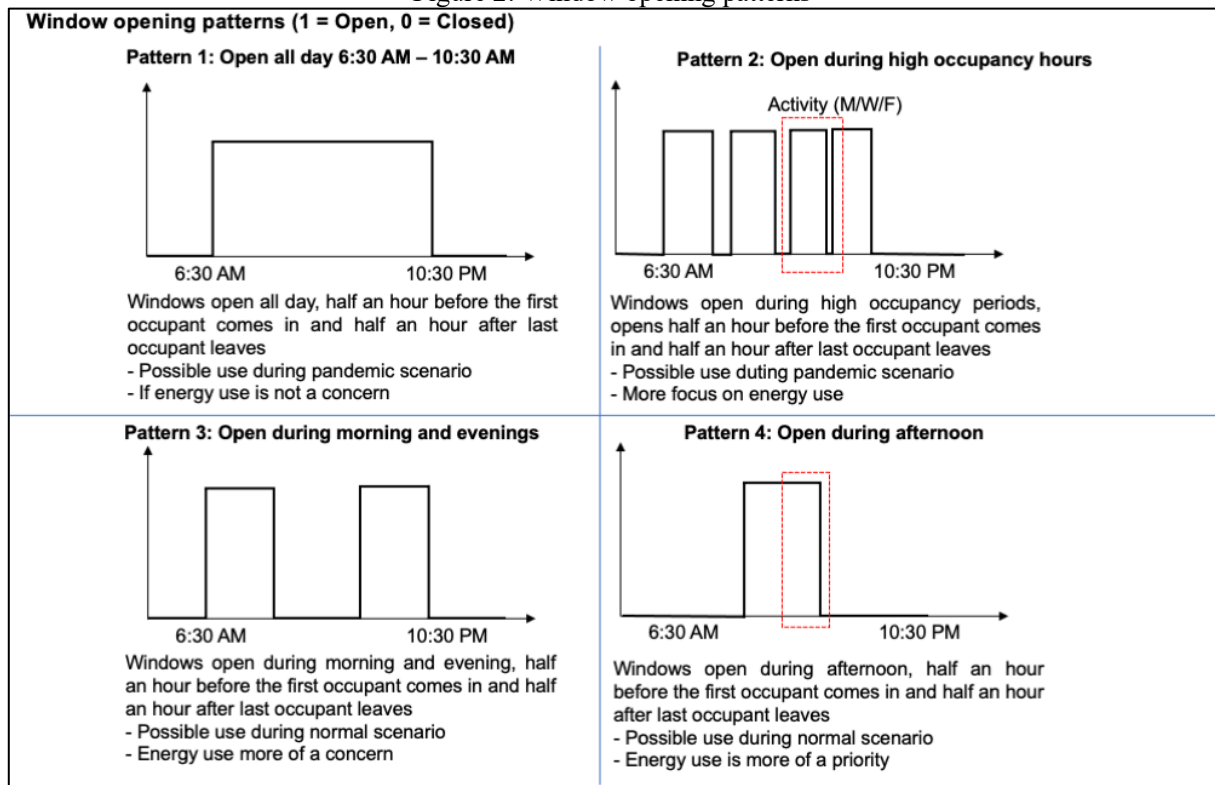 Figure 2: Window opening patterns
Window opening patterns (1 = Open, 0 = Closed)
Pattern 1: Open all day 6:30 AM – 10:30 AM
6:30 AM
10:30 PM
Windows open all day, half an hour before the first
occupant comes in and half an hour after last
occupant leaves
- Possible use during pandemic scenario
- If energy use is not a concern
Pattern 2: Open during high occupancy hours
Activity (M/W/F)
6:30 AM
10:30 PM
Windows open during high occupancy periods,
opens half an hour before the first occupant comes
in and half an hour after last occupant leaves
- Possible use duting pandemic scenario
- More focus on energy use
Pattern 3: Open during morning and evenings
6:30 AM
10:30 PM
Windows open during morning and evening, half
an hour before the first occupant comes in and half
an hour after last occupant leaves
- Possible use during normal scenario
- Energy use more of a concern
Pattern 4: Open during afternoon
6:30 AM
10:30 PM
Windows open during afternoon, half an hour
before the first occupant comes in and half an hour
after last occupant leaves
- Possible use during normal scenario
- Energy use is more of a priority